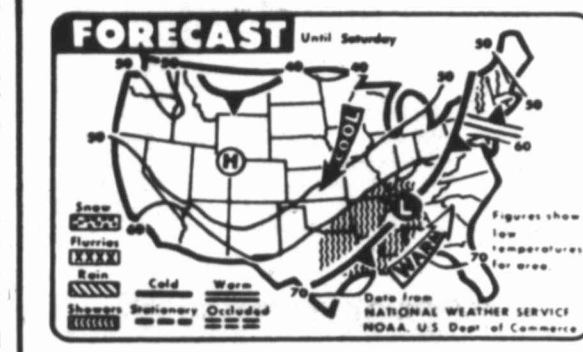 FORECAST Until Saturday
50 50 40 40 50
50
50
COOL
60
50
H
L
WARM
60
70
70
Figures show
low
temperatures
for area.
Snow
Flurries
Rain
Showers
Cold Warm
Stationary Occluded
Data from
NATIONAL WEATHER SERVICE
NOAA, U.S. Dept of Commerce